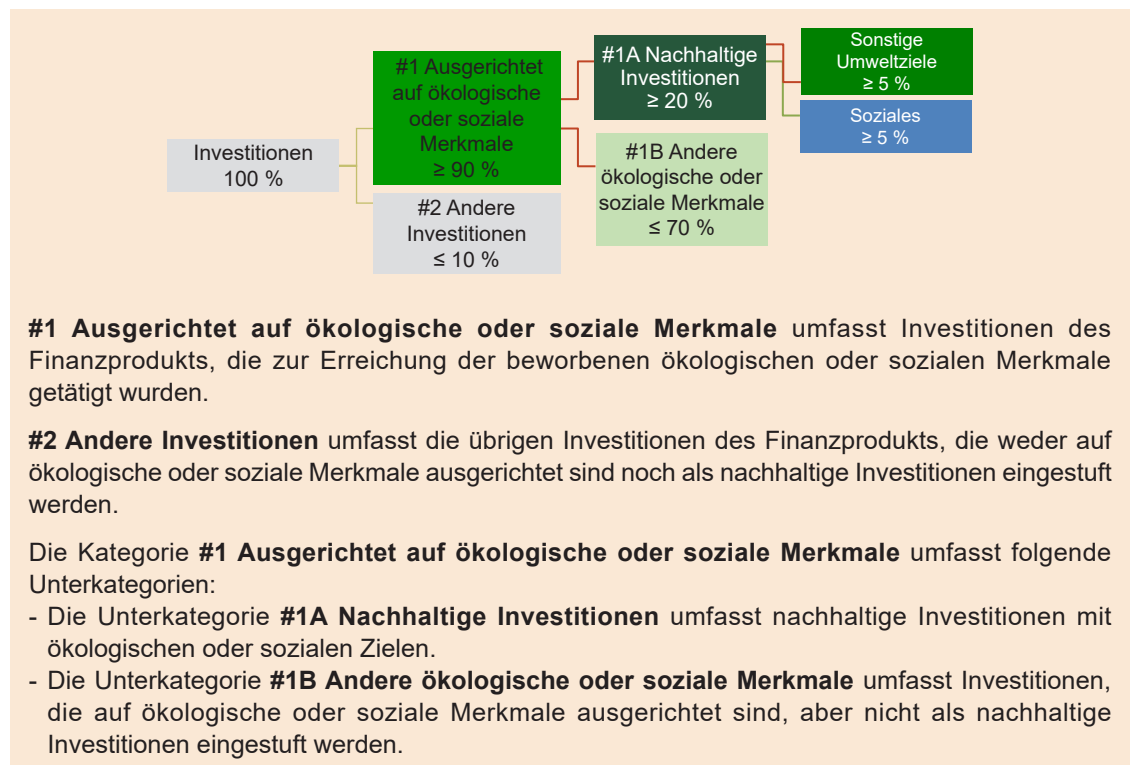 Investitionen
100 %
#1 Ausgerichtet
auf ökologische
oder soziale
Merkmale
≥ 90 %
#2 Andere
Investitionen
≤ 10 %
#1A Nachhaltige
Investitionen
≥ 20 %
#1B Andere
ökologische oder
soziale Merkmale
≤ 70 %
Sonstige
Umweltziele
≥ 5 %
Soziales
≥ 5 %
#1 Ausgerichtet auf ökologische oder soziale Merkmale umfasst Investitionen des
Finanzprodukts, die zur Erreichung der beworbenen ökologischen oder sozialen Merkmale
getätigt wurden.
#2 Andere Investitionen umfasst die übrigen Investitionen des Finanzprodukts, die weder auf
ökologische oder soziale Merkmale ausgerichtet sind noch als nachhaltige Investitionen eingestuft
werden.
Die Kategorie #1 Ausgerichtet auf ökologische oder soziale Merkmale umfasst folgende
Unterkategorien:
- Die Unterkategorie #1A Nachhaltige Investitionen umfasst nachhaltige Investitionen mit
ökologischen oder sozialen Zielen.
- Die Unterkategorie #1B Andere ökologische oder soziale Merkmale umfasst Investitionen,
die auf ökologische oder soziale Merkmale ausgerichtet sind, aber nicht als nachhaltige
Investitionen eingestuft werden.